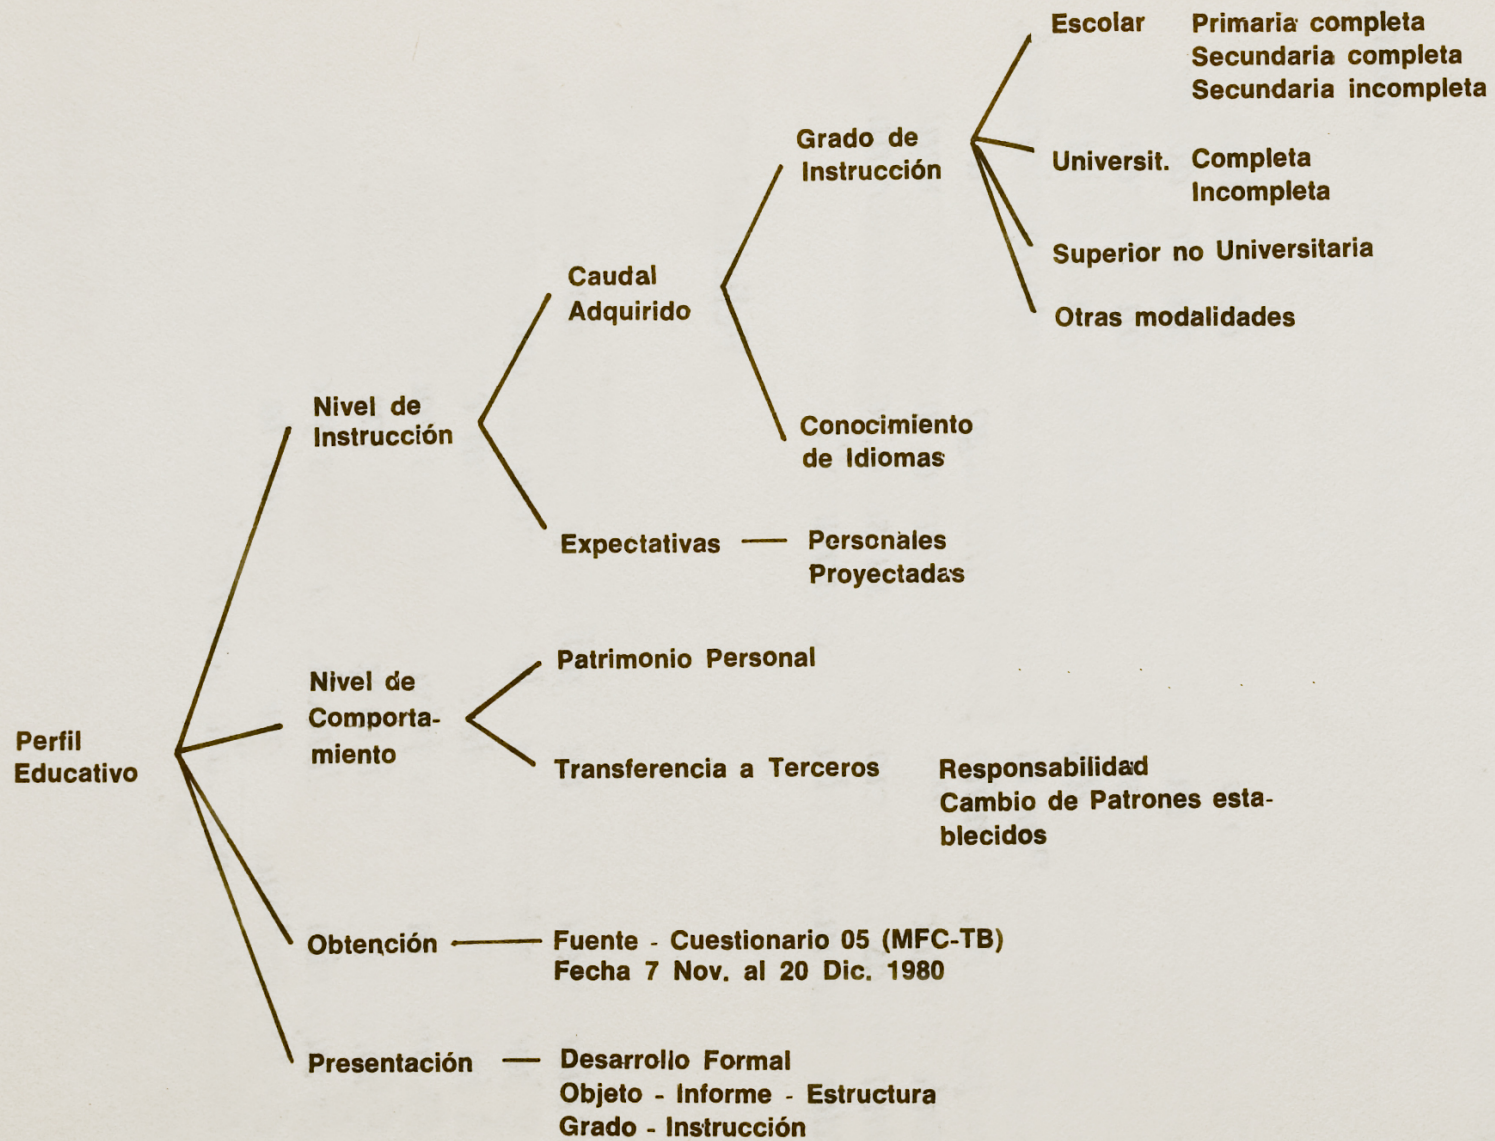 Escolar Primaria completa
Secundaria completa
Secundaria incompleta
Grado de
Instrucción
Universit. Completa
Incompleta
Superior no Universitaria
Caudal
Adquirido
Otras modalidades
Nivel de
Instrucción
Conocimiento
de Idiomas
Expectativas — Personales
Proyectadas
Patrimonio Personal
Nivel de
Comporta-
miento
Perfil
Educativo
Transferencia a Terceros Responsabilidad
Cambio de Patrones esta-
blecidos
Obtención — Fuente - Cuestionario 05 (MFC-TB)
Fecha 7 Nov. al 20 Dic. 1980
Presentación — Desarrollo Formal
Objeto - Informe - Estructura
Grado - Instrucción